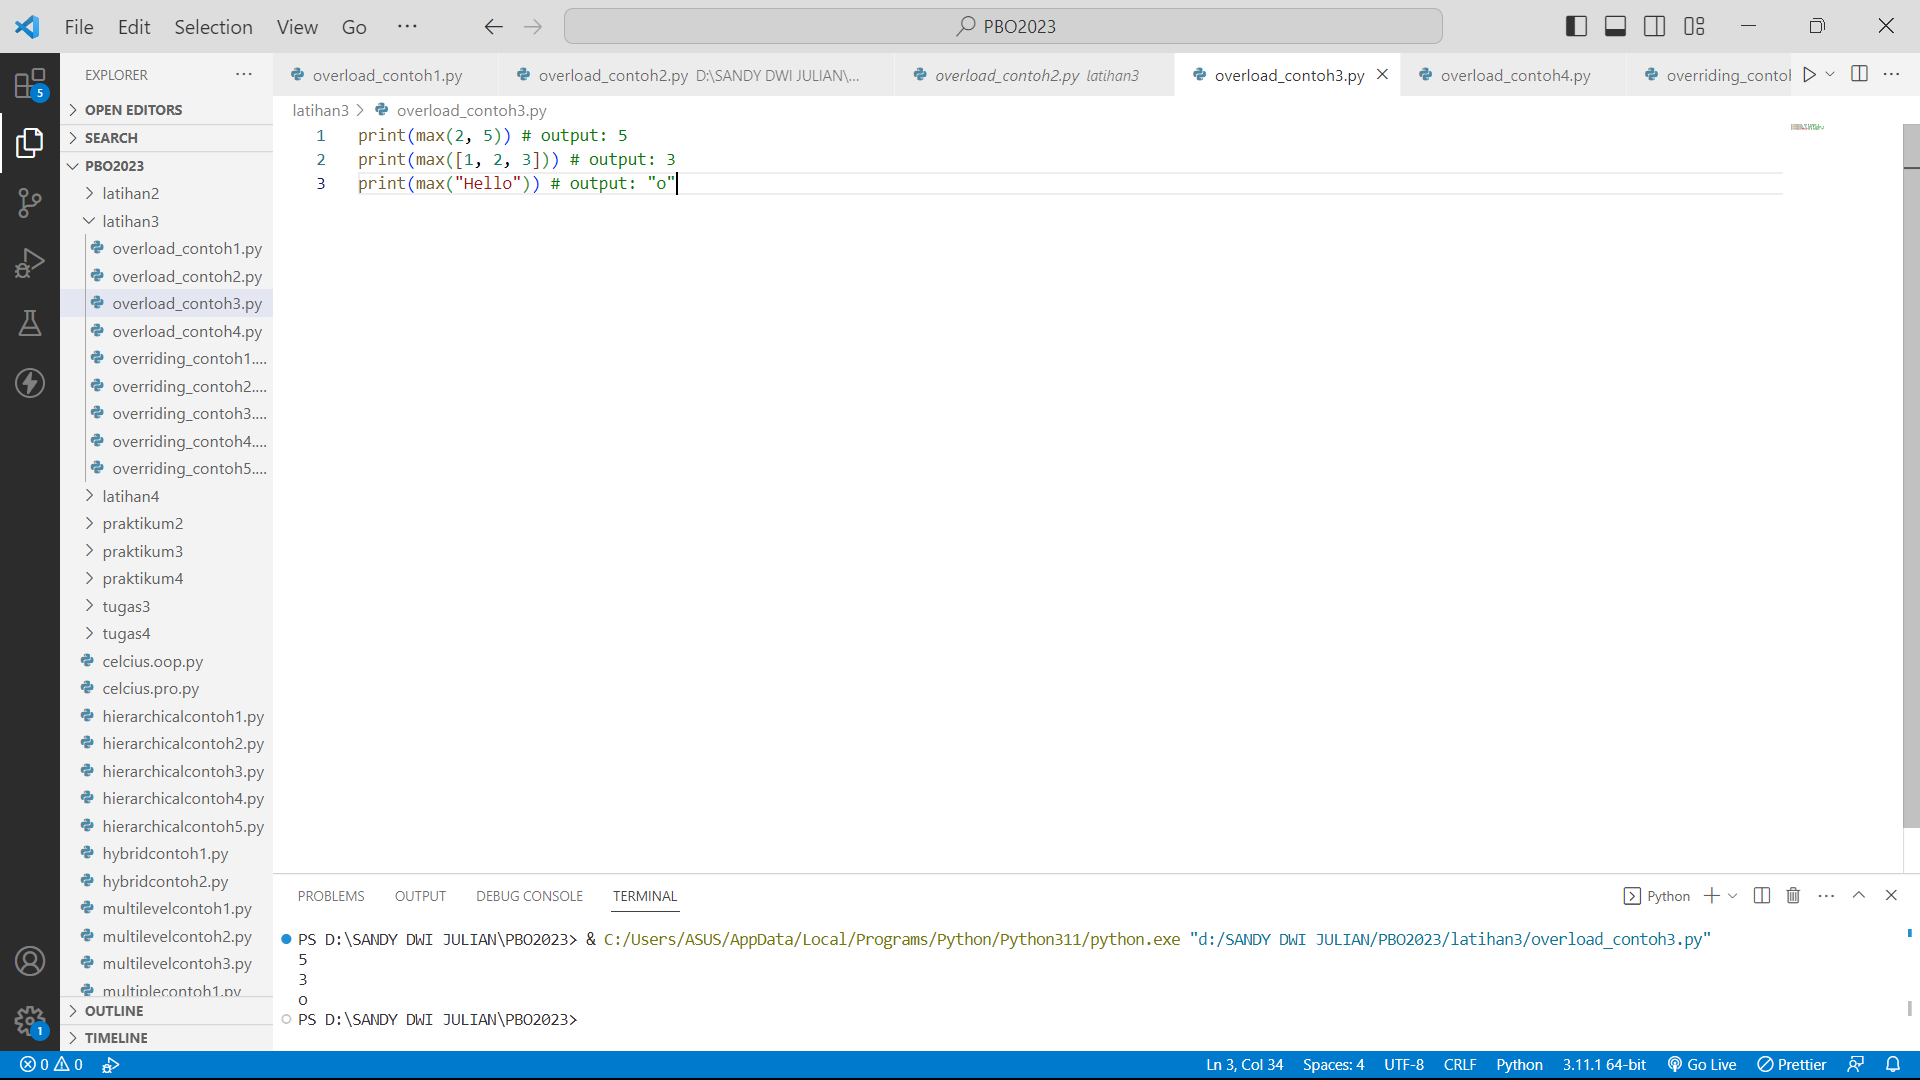 File Edit Selection View Go ··· PBO2023
EXPLORER ···
OPEN EDITORS
SEARCH
PBO2023
latihan2
latihan3
overload_contoh1.py
overload_contoh2.py
overload_contoh3.py
overload_contoh4.py
overriding_contoh1....
overriding_contoh2....
overriding_contoh3....
overriding_contoh4....
overriding_contoh5....
latihan4
praktikum2
praktikum3
praktikum4
tugas3
tugas4
celcius.oop.py
celcius.pro.py
hierarchicalcontoh1.py
hierarchicalcontoh2.py
hierarchicalcontoh3.py
hierarchicalcontoh4.py
hierarchicalcontoh5.py
hybridcontoh1.py
hybridcontoh2.py
multilevelcontoh1.py
multilevelcontoh2.py
multilevelcontoh3.py
multiplecontoh1.py
OUTLINE
TIMELINE
5
1
overload_contoh1.py overload_contoh2.py D:\SANDY DWI JULIAN\... overload_contoh2.py latihan3 overload_contoh3.py overload_contoh4.py overriding_contol
latihan3 > overload_contoh3.py
1 print(max(2, 5)) # output: 5
2 print(max([1, 2, 3])) # output: 3
3 print(max("Hello")) # output: "o"
PROBLEMS OUTPUT DEBUG CONSOLE TERMINAL Python
PS D:\SANDY DWI JULIAN\PBO2023> & C:/Users/ASUS/AppData/Local/Programs/Python/Python311/python.exe "d:/SANDY DWI JULIAN/PBO2023/latihan3/overload_contoh3.py"
5
3
o
PS D:\SANDY DWI JULIAN\PBO2023>
0 0 Ln 3, Col 34 Spaces: 4 UTF-8 CRLF Python 3.11.1 64-bit Go Live Prettier